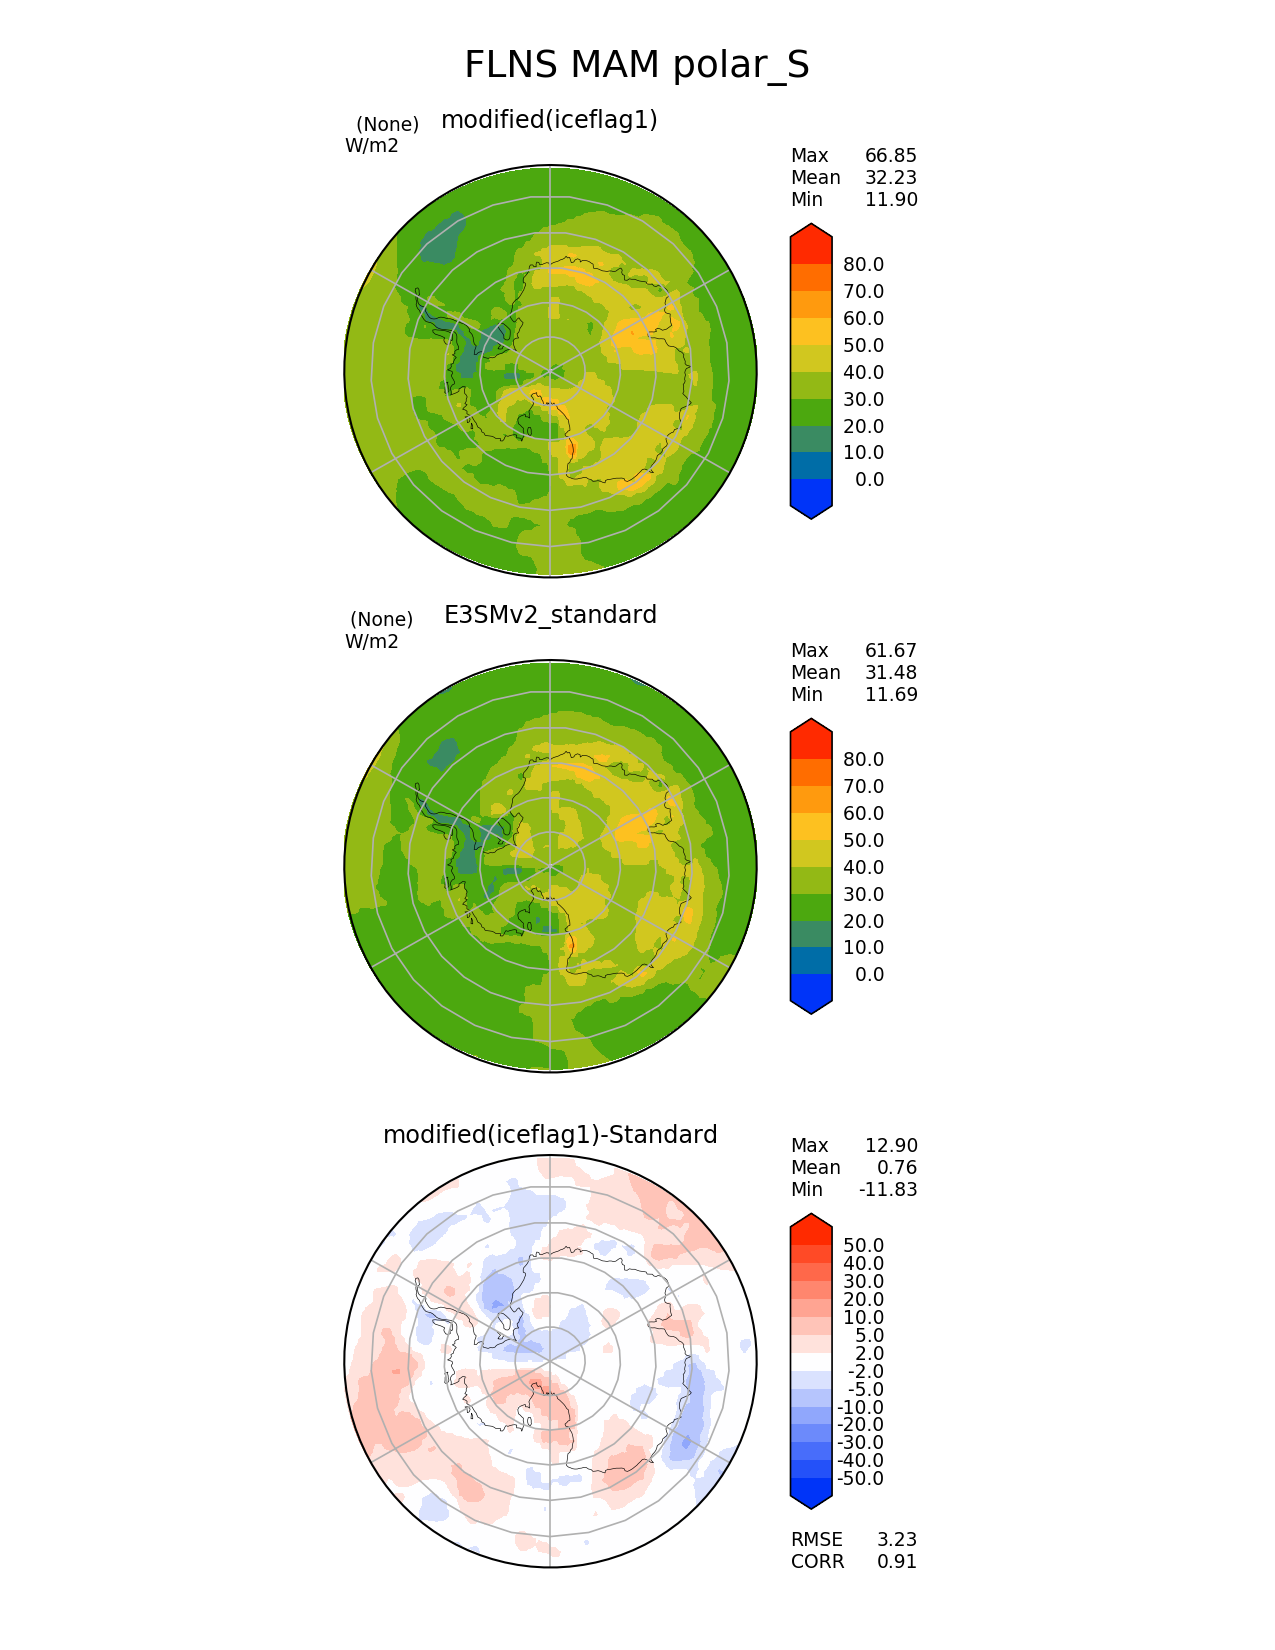 FLNS MAM polar_S
(None)
modified(iceflag1)
W/m2
Max 66.85
Mean 32.23
Min 11.90
80.0
70.0
60.0
50.0
40.0
30.0
20.0
10.0
0.0
(None)
E3SMv2_standard
W/m2
Max 61.67
Mean 31.48
Min 11.69
80.0
70.0
60.0
50.0
40.0
30.0
20.0
10.0
0.0
modified(iceflag1)-Standard
Max 12.90
Mean 0.76
Min -11.83
50.0
40.0
30.0
20.0
10.0
5.0
2.0
-2.0
-5.0
-10.0
-20.0
-30.0
-40.0
-50.0
RMSE 3.23
CORR 0.91